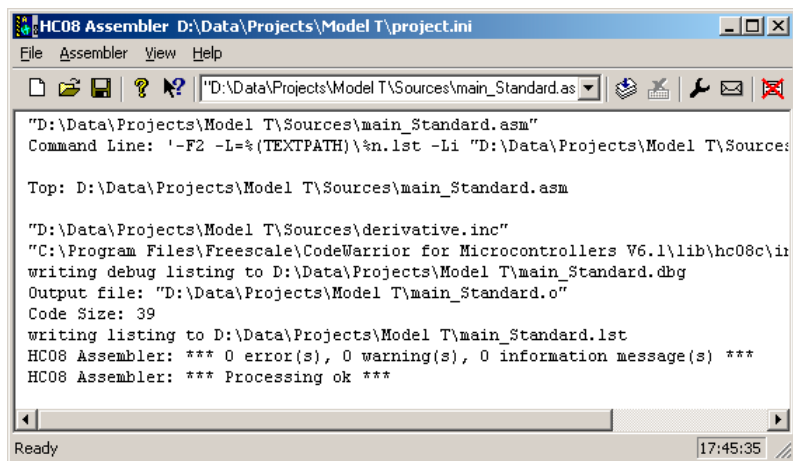 HC08 Assembler D:\Data\Projects\Model T\project.ini
File Assembler View Help
"D:\Data\Projects\Model T\Sources\main_Standard.as
"D:\Data\Projects\Model T\Sources\main_Standard.asm"
Command Line: '-F2 -L=%(TEXTPATH)\%n.lst -Li "D:\Data\Projects\Model T\Sources
Top: D:\Data\Projects\Model T\Sources\main_Standard.asm
"D:\Data\Projects\Model T\Sources\derivative.inc"
"C:\Program Files\Freescale\CodeWarrior for Microcontrollers V6.1\lib\hc08c\in
writing debug listing to D:\Data\Projects\Model T\main_Standard.dbg
Output file: "D:\Data\Projects\Model T\main_Standard.o"
Code Size: 39
writing listing to D:\Data\Projects\Model T\main_Standard.lst
HC08 Assembler: *** 0 error(s), 0 warning(s), 0 information message(s) ***
HC08 Assembler: *** Processing ok ***
Ready
17:45:35